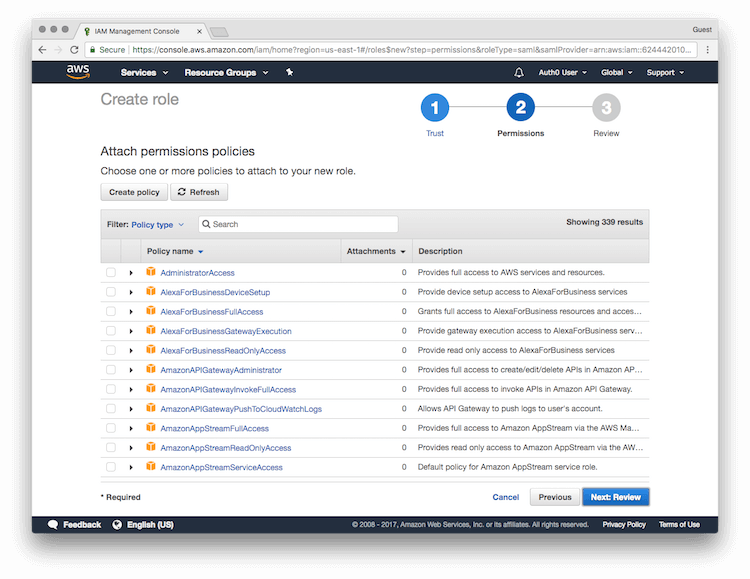 IAM Management Console
Guest
Secure https://console.aws.amazon.com/iam/home?region=us-east-1#/roles$new?step=permissions&roleType=saml&samlProvider=arn:aws:iam::6244442010...
aws Services Resource Groups Auth0 User Global Support
Create role
1 2 3
Trust Permissions Review
Attach permissions policies
Choose one or more policies to attach to your new role.
Create policy Refresh
Filter: Policy type Search Showing 339 results
Policy name Attachments Description
AdministratorAccess 0 Provides full access to AWS services and resources.
AlexaForBusinessDeviceSetup 0 Provide device setup access to AlexaForBusiness services
AlexaForBusinessFullAccess 0 Grants full access to AlexaForBusiness resources and acces...
AlexaForBusinessGatewayExecution 0 Provide gateway execution access to AlexaForBusiness serv...
AlexaForBusinessReadOnlyAccess 0 Provide read only access to AlexaForBusiness services
AmazonAPIGatewayAdministrator 0 Provides full access to create/edit/delete APIs in Amazon AP...
AmazonAPIGatewayInvokeFullAccess 0 Provides full access to invoke APIs in Amazon API Gateway.
AmazonAPIGatewayPushToCloudWatchLogs 0 Allows API Gateway to push logs to user's account.
AmazonAppStreamFullAccess 0 Provides full access to Amazon AppStream via the AWS Ma...
AmazonAppStreamReadOnlyAccess 0 Provides read only access to Amazon AppStream via the AW...
AmazonAppStreamServiceAccess 0 Default policy for Amazon AppStream service role.
* Required Cancel Previous Next: Review
Feedback English (US) © 2008 - 2017, Amazon Web Services, Inc. or its affiliates. All rights reserved. Privacy Policy Terms of Use